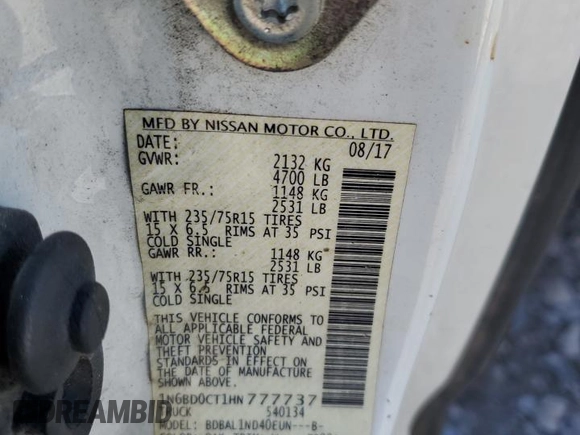 MFD BY NISSAN MOTOR CO., LTD.
DATE: 08/17
GVWR: 2132 KG
4700 LB
GAWR FR.: 1148 KG
2531 LB
WITH 235/75R15 TIRES
15 X 6.5 RIMS AT 35 PSI
COLD SINGLE
GAWR RR.: 1148 KG
2531 LB
WITH 235/75R15 TIRES
15 X 6.5 RIMS AT 35 PSI
COLD SINGLE
THIS VEHICLE CONFORMS TO
ALL APPLICABLE FEDERAL
MOTOR VEHICLE SAFETY AND
THEFT PREVENTION
STANDARDS IN EFFECT ON
THE DATE OF MANUFACTURE
SHOWN ABOVE.
1N6BD0CT1HN777737
TRUCK 540134
MODEL: BDBAL1ND40EUN---B-
REIDAMERICAN